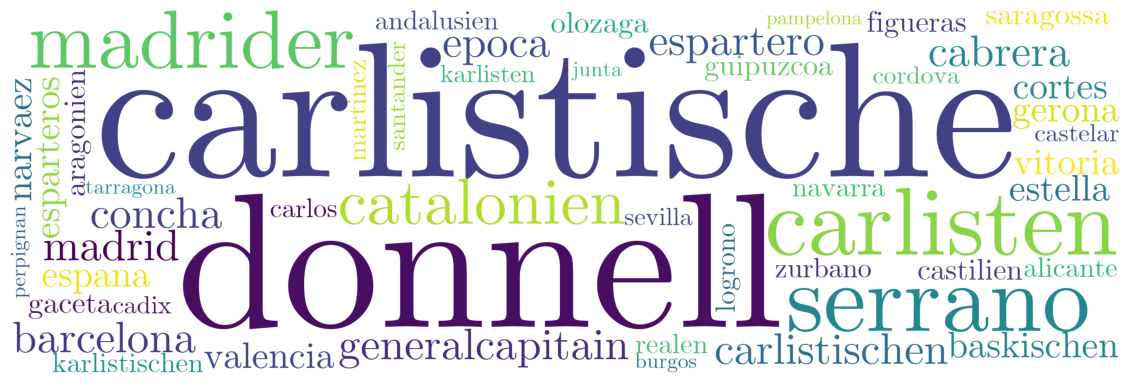 andalusien
olozaga
pampelona
figueras
saragossa
madrider
epoca
espartero
cabrera
karlisten
junta
guipuzcoa
cordova
cortes
narvaez
esparteros
aragonien
martinez
santander
carlistische
gerona
castelar
vitoria
tarragona
navarra
estella
perpignan
concha
carlos
catalonien
sevilla
carlisten
madrid
donnell
logrono
zurbano
castilien
alicante
espana
gaceta
cadix
serrano
barcelona
karlistischen
valencia
generalcapitain
realen
burgos
carlistischen
baskischen